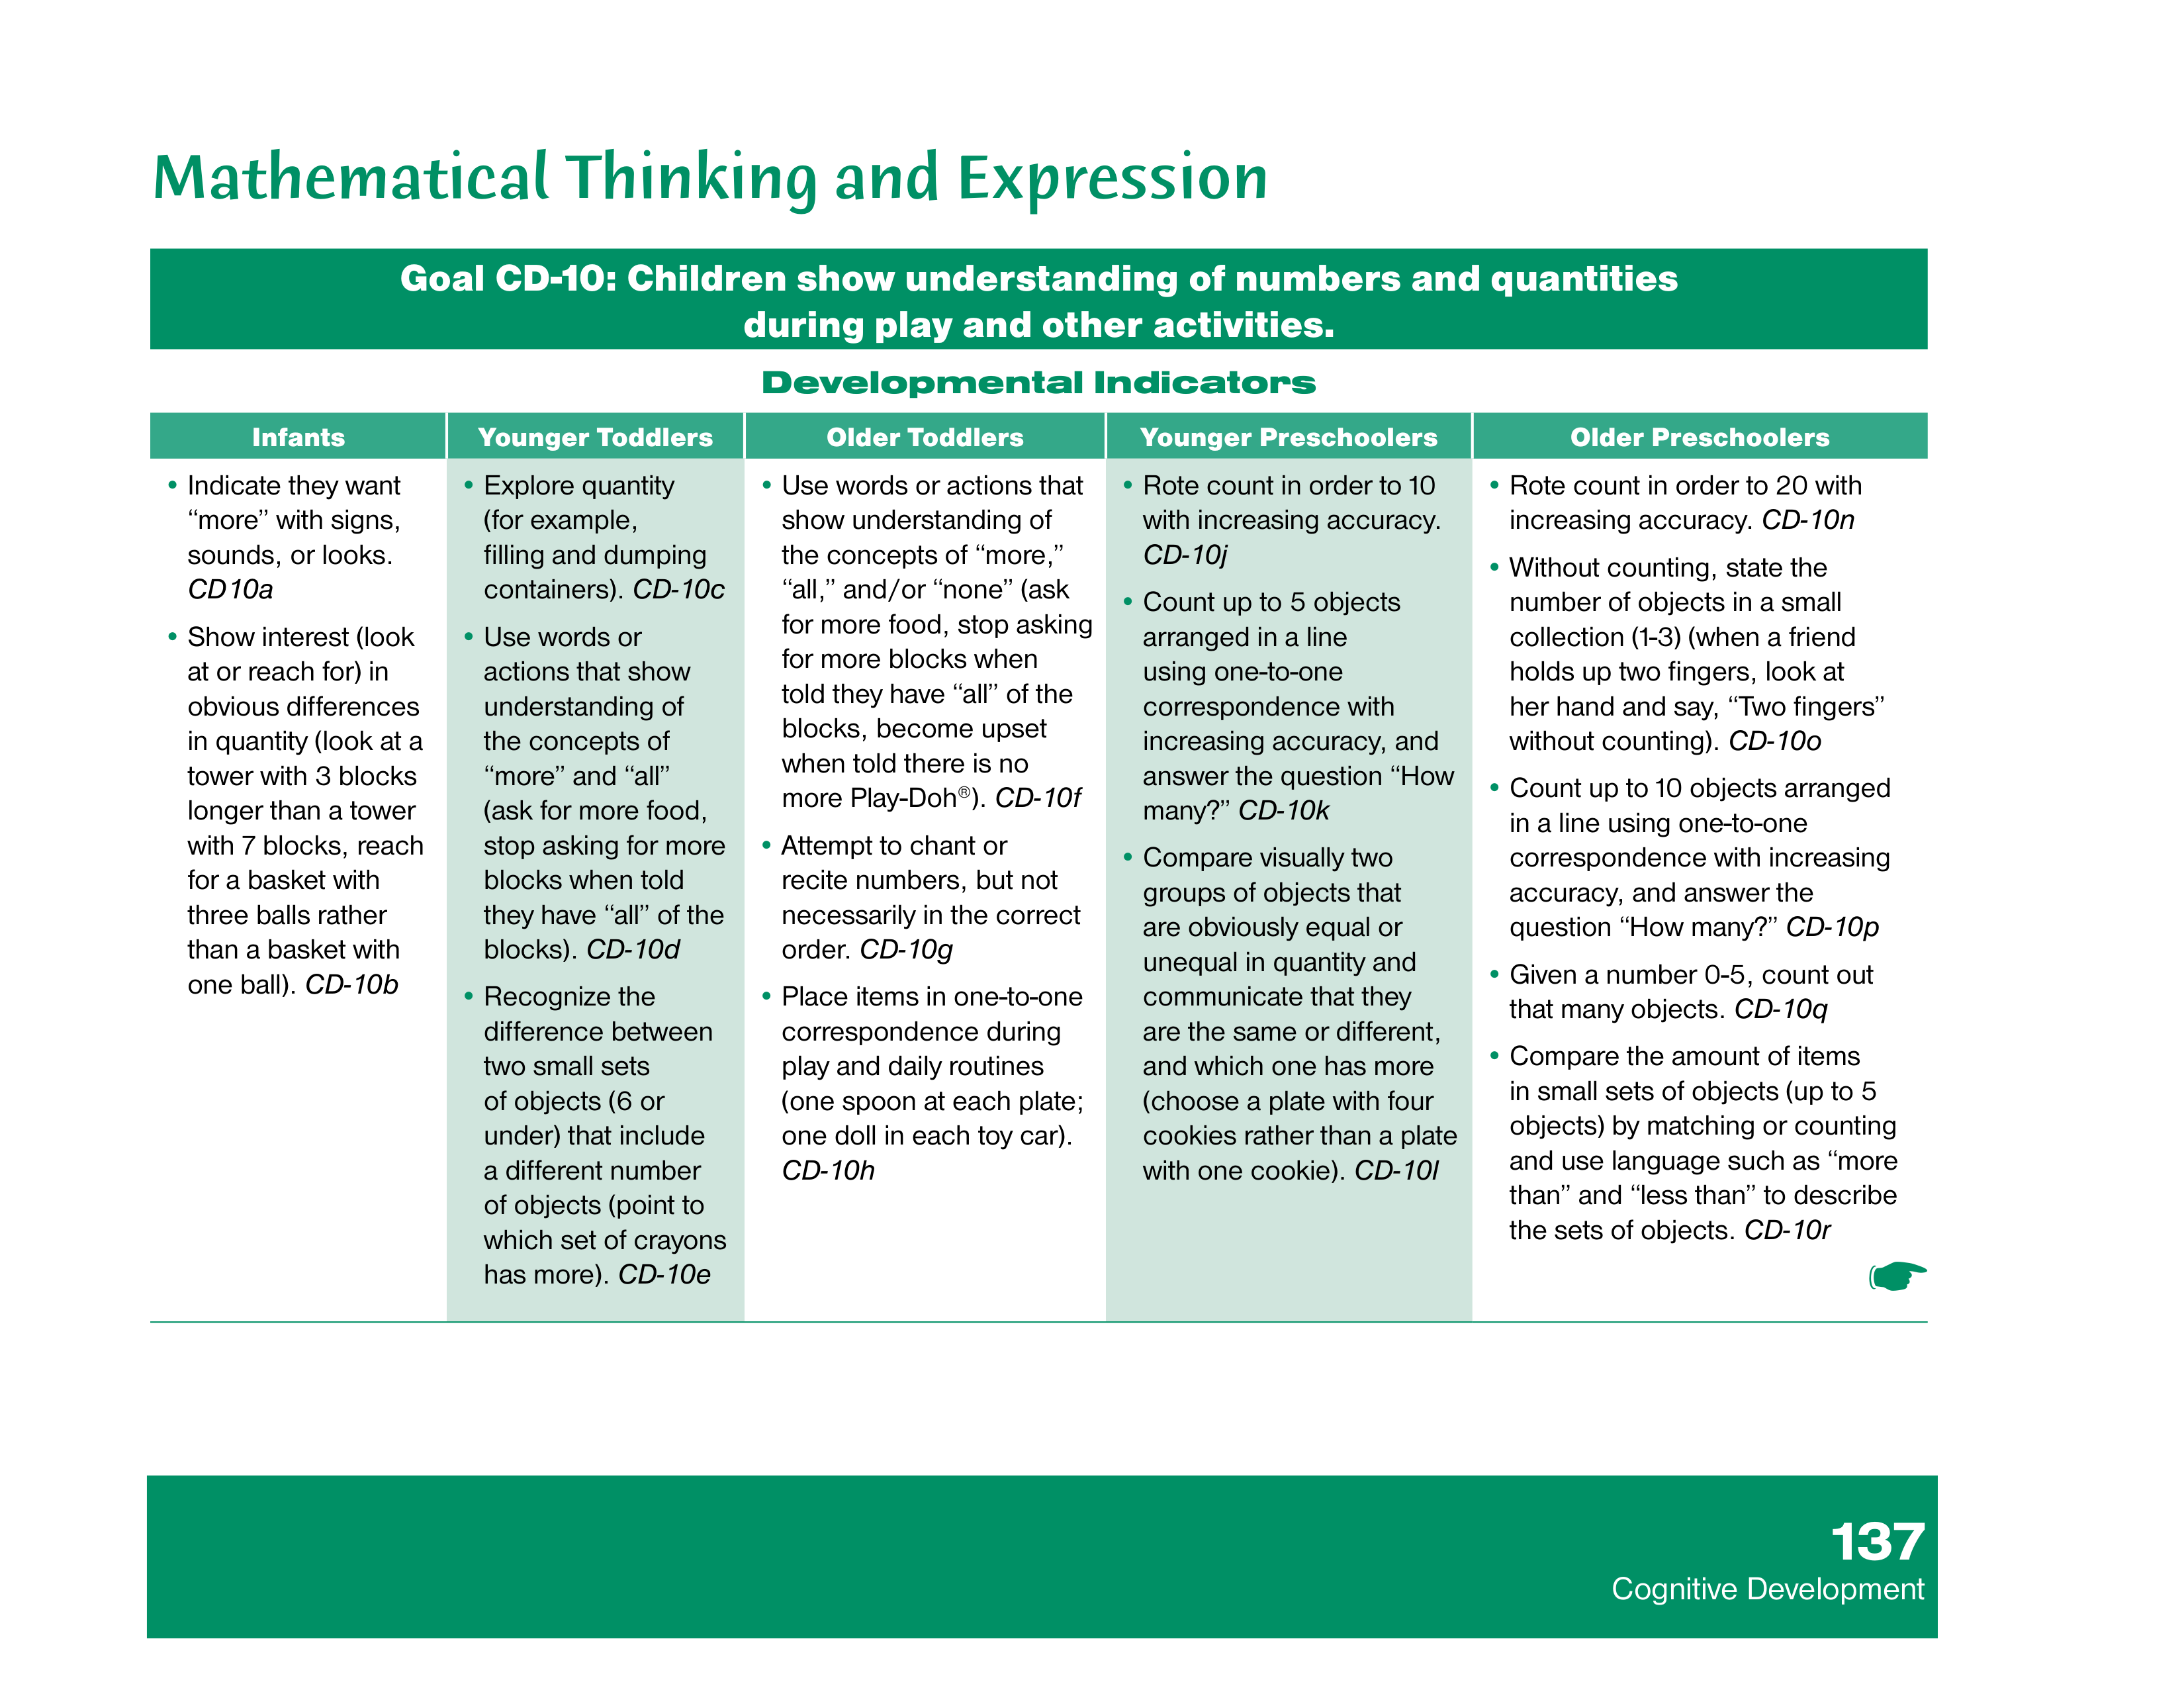 Mathematical Thinking and Expression
Goal CD-10: Children show understanding of numbers and quantities
during play and other activities.
Developmental Indicators
Infants
• Indicate they want
“more” with signs,
sounds, or looks.
CD10a
• Show interest (look
at or reach for) in
obvious differences
in quantity (look at a
tower with 3 blocks
longer than a tower
with 7 blocks, reach
for a basket with
three balls rather
than a basket with
one ball). CD-10b
Younger Toddlers
• Explore quantity
(for example,
filling and dumping
containers). CD-10c
• Use words or
actions that show
understanding of
the concepts of
“more” and “all”
(ask for more food,
stop asking for more
blocks when told
they have “all” of the
blocks). CD-10d
• Recognize the
difference between
two small sets
of objects (6 or
under) that include
a different number
of objects (point to
which set of crayons
has more). CD-10e
Older Toddlers
• Use words or actions that
show understanding of
the concepts of “more,”
“all,” and/or “none” (ask
for more food, stop asking
for more blocks when
told they have “all” of the
blocks, become upset
when told there is no
more Play-Doh®). CD-10f
• Attempt to chant or
recite numbers, but not
necessarily in the correct
order. CD-10g
• Place items in one-to-one
correspondence during
play and daily routines
(one spoon at each plate;
one doll in each toy car).
CD-10h
Younger Preschoolers
• Rote count in order to 10
with increasing accuracy.
CD-10j
• Count up to 5 objects
arranged in a line
using one-to-one
correspondence with
increasing accuracy, and
answer the question “How
many?” CD-10k
• Compare visually two
groups of objects that
are obviously equal or
unequal in quantity and
communicate that they
are the same or different,
and which one has more
(choose a plate with four
cookies rather than a plate
with one cookie). CD-10l
Older Preschoolers
• Rote count in order to 20 with
increasing accuracy. CD-10n
• Without counting, state the
number of objects in a small
collection (1-3) (when a friend
holds up two fingers, look at
her hand and say, “Two fingers”
without counting). CD-10o
• Count up to 10 objects arranged
in a line using one-to-one
correspondence with increasing
accuracy, and answer the
question “How many?” CD-10p
• Given a number 0-5, count out
that many objects. CD-10q
• Compare the amount of items
in small sets of objects (up to 5
objects) by matching or counting
and use language such as “more
than” and “less than” to describe
the sets of objects. CD-10r
137
Cognitive Development